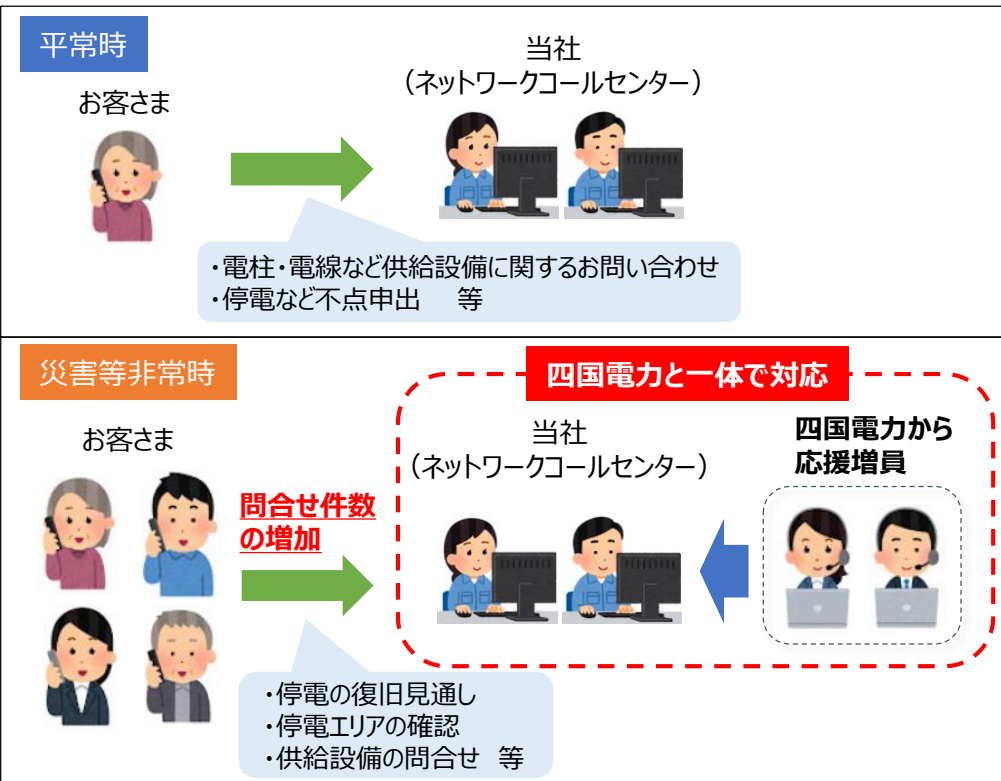 平常時
お客さま
当社
（ネットワークコールセンター）
・電柱・電線など供給設備に関するお問い合わせ
・停電など不点申出　等
災害等非常時
四国電力と一体で対応
お客さま
当社
（ネットワークコールセンター）
四国電力から
応援増員
問合せ件数
の増加
・停電の復旧見通し
・停電エリアの確認
・供給設備の問合せ　等